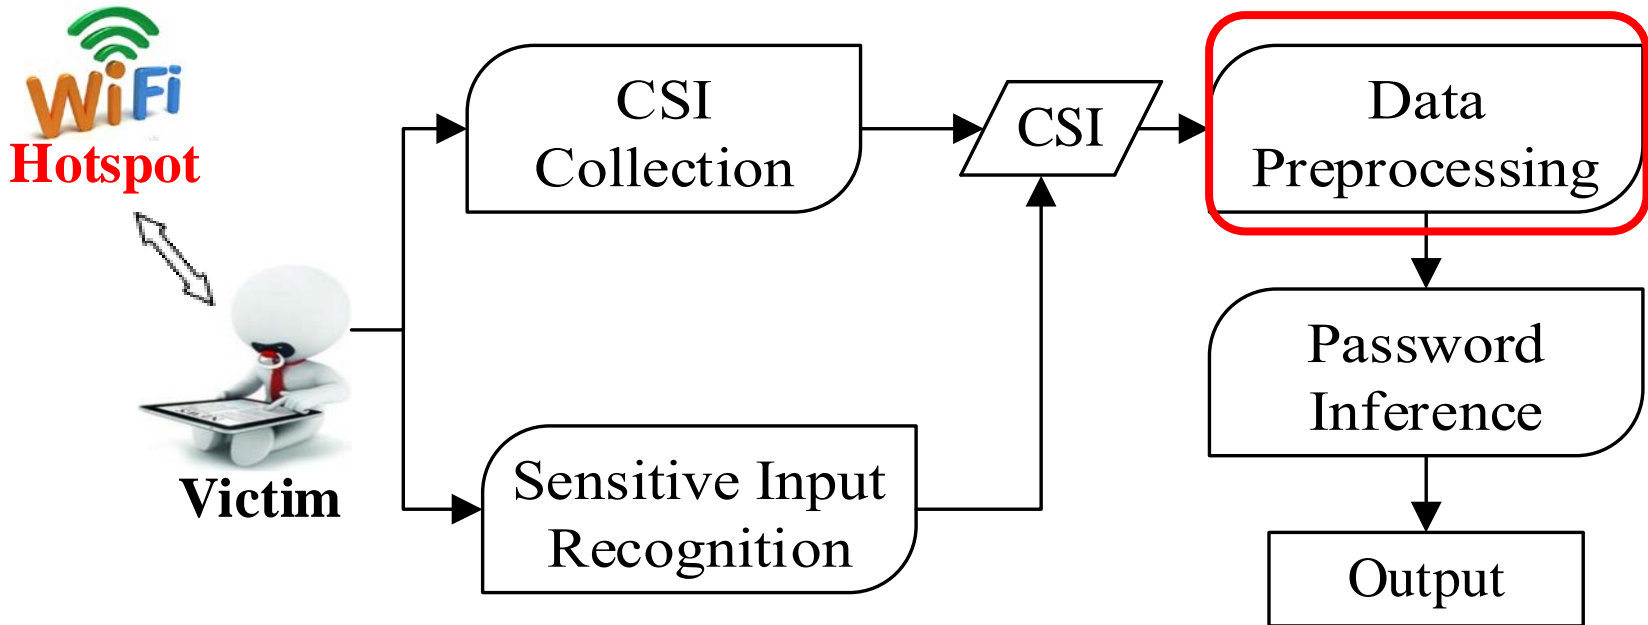 WiFi
Hotspot
Victim
CSI
Collection
Sensitive Input
Recognition
CSI
Data
Preprocessing
Password
Inference
Output